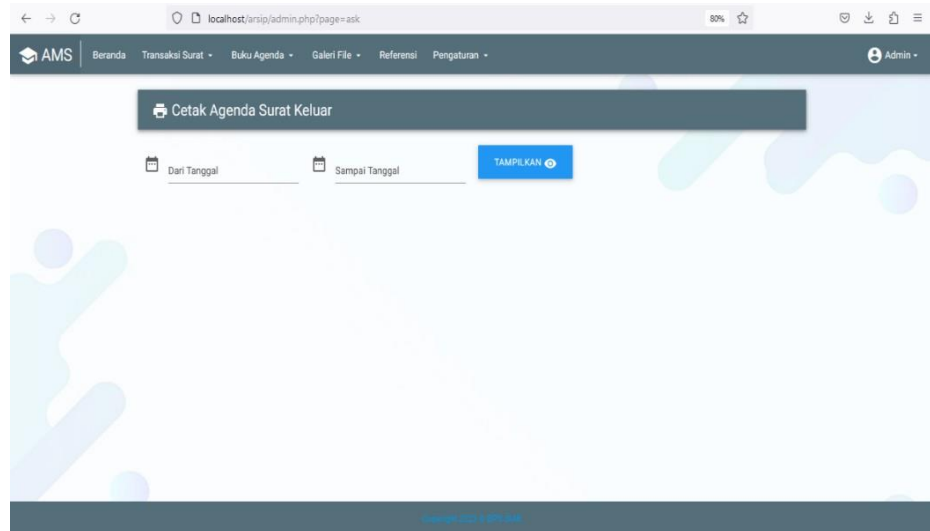 localhost/arsip/admin.php?page=ask 80%
AMS Beranda Transaksi Surat Buku Agenda Galeri File Referensi Pengaturan Admin
Cetak Agenda Surat Keluar
Dari Tanggal Sampai Tanggal TAMPILKAN